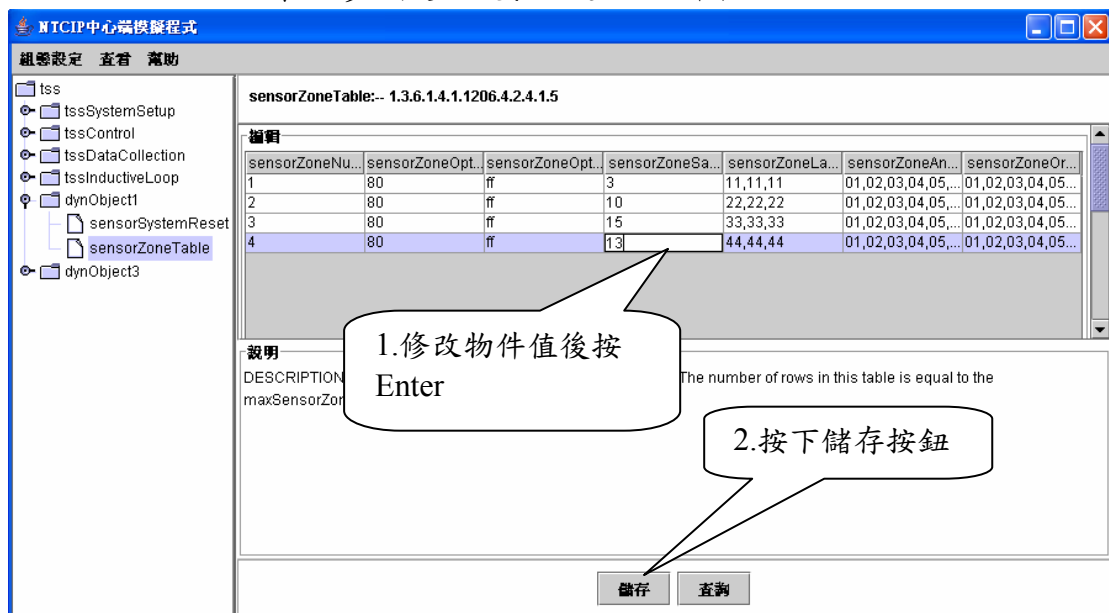 NTCIP中心端模擬程式
組態設定 查看 幫助
tss
tssSystemSetup
tssControl
tssDataCollection
tssInductiveLoop
dynObject1
sensorSystemReset
sensorZoneTable
dynObject3
sensorZoneTable:-- 1.3.6.1.4.1.1206.4.2.4.1.5
編輯
sensorZoneNu... sensorZoneOpt... sensorZoneOpt... sensorZoneSa... sensorZoneLa... sensorZoneAn... sensorZoneOr...
1 80 ff 3 11,11,11 01,02,03,04,05,... 01,02,03,04,05...
2 80 ff 10 22,22,22 01,02,03,04,05,... 01,02,03,04,05...
3 80 ff 15 33,33,33 01,02,03,04,05,... 01,02,03,04,05...
4 80 ff 13 44,44,44 01,02,03,04,05,... 01,02,03,04,05...
1.修改物件值後按
Enter
說明
DESCRIPTION The number of rows in this table is equal to the
maxSensorZon
2.按下儲存按鈕
儲存 查詢